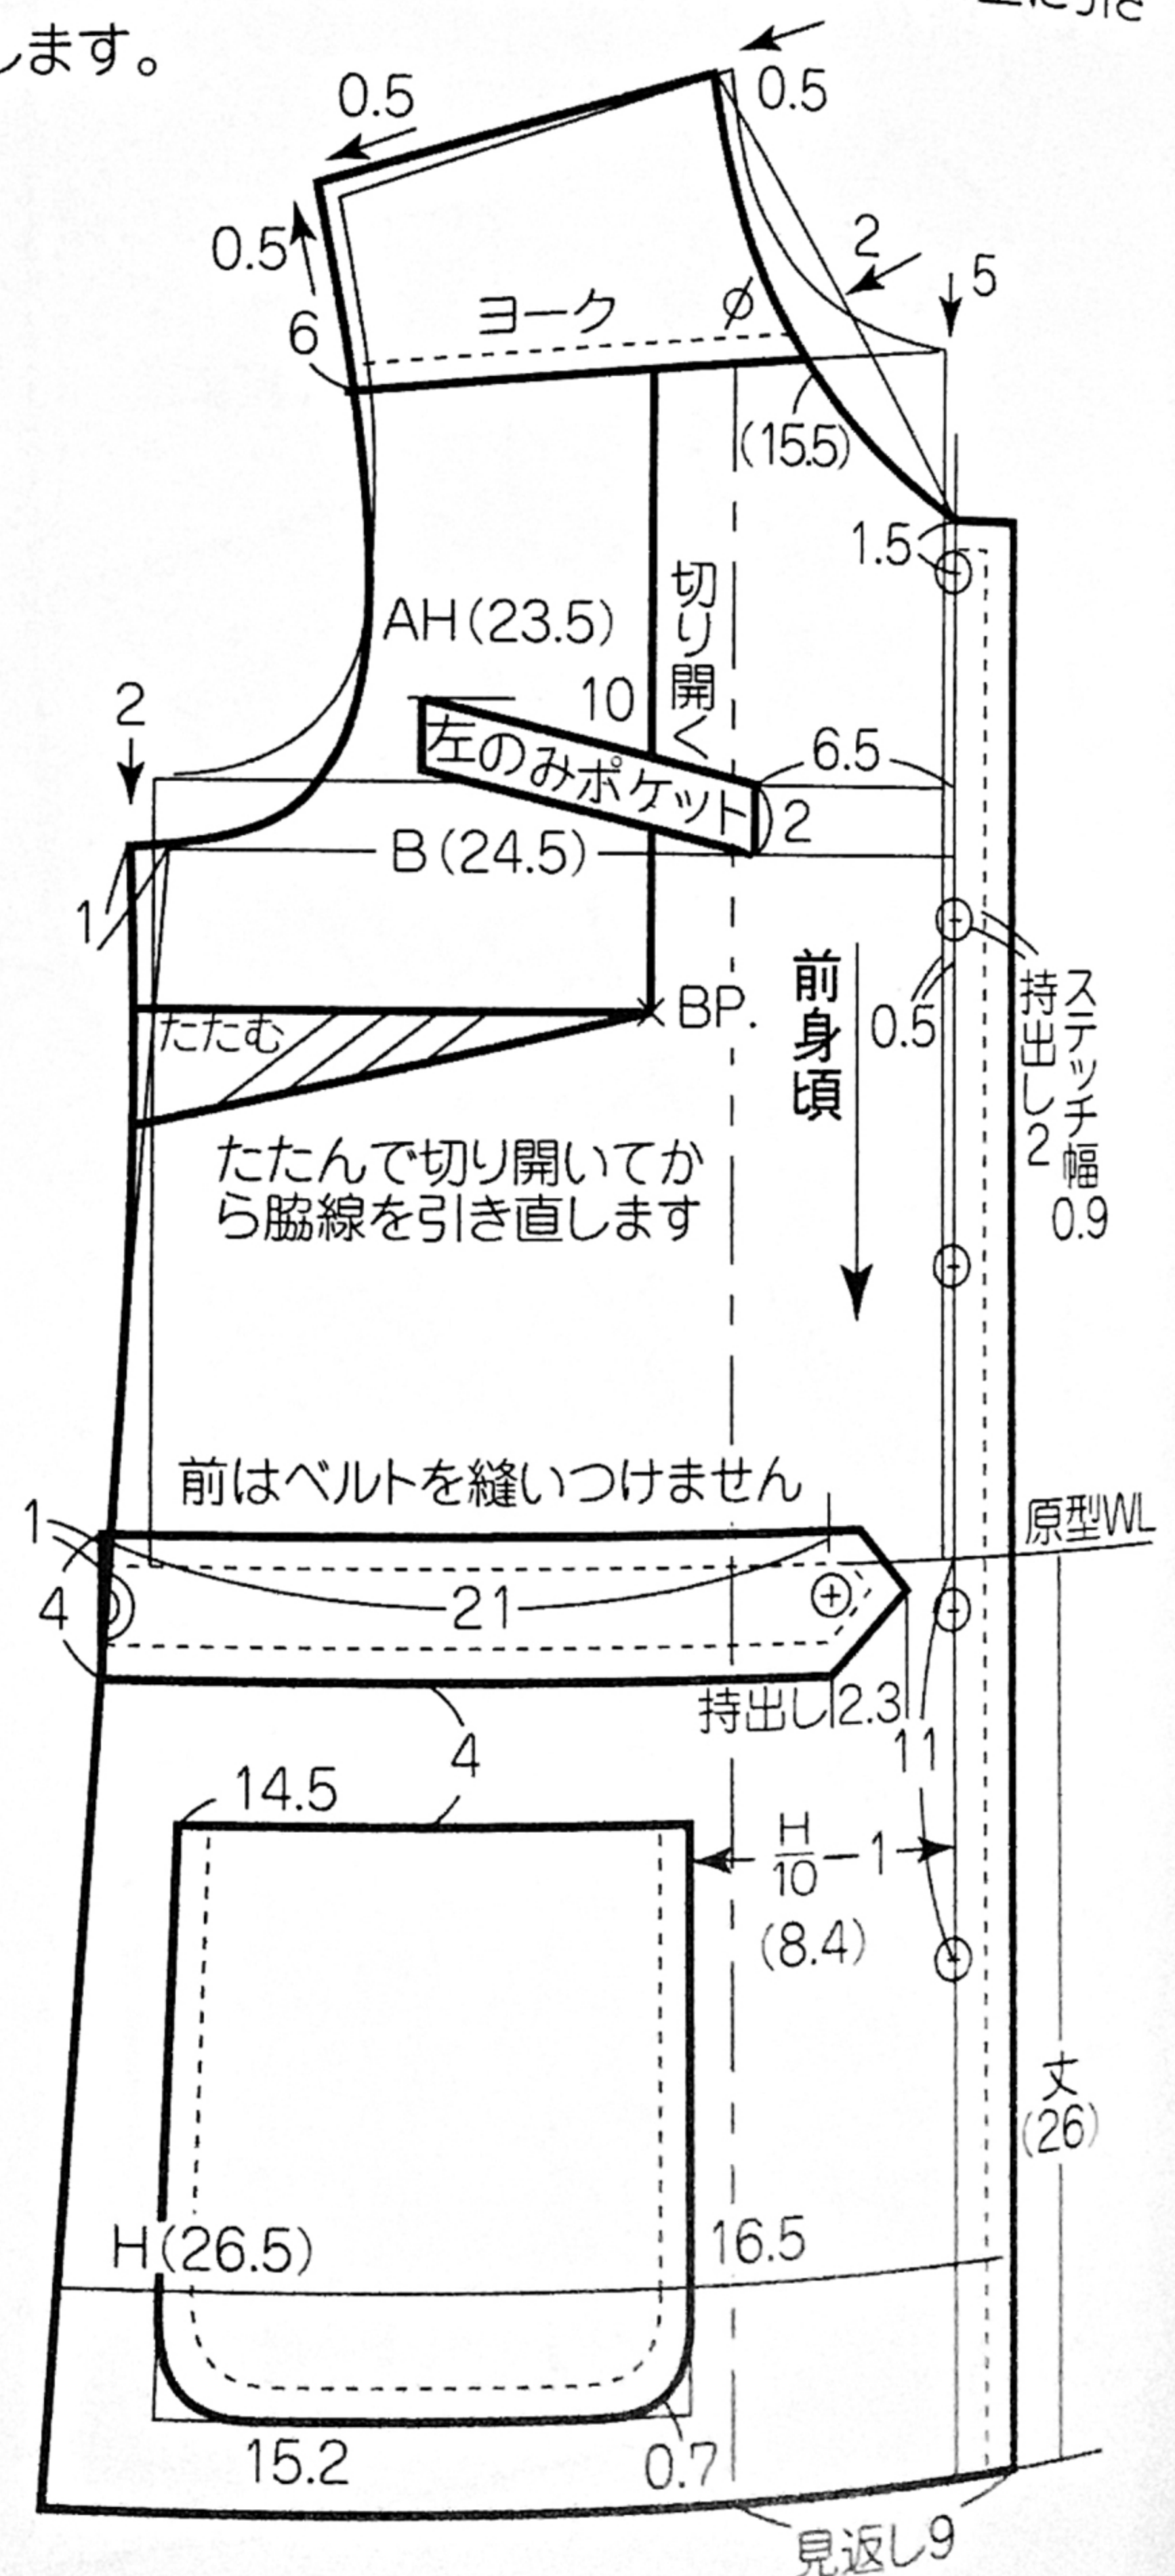 します。
0.5
0.5
0.5
6
ヨーク
φ
2
5
(15.5)
1.5
AH(23.5)
切り開く
10
左のみポケット
6.5
2
2
B(24.5)
1
BP.
たたむ
前身頃
0.5
持出し2
ステッチ幅0.9
たたんで切り開いてか
ら脇線を引き直します
前はベルトを縫いつけません
原型WL
1
4
21
持出し2.3
11
4
14.5
H/10−1
(8.4)
丈
(26)
H(26.5)
16.5
15.2
0.7
見返し9